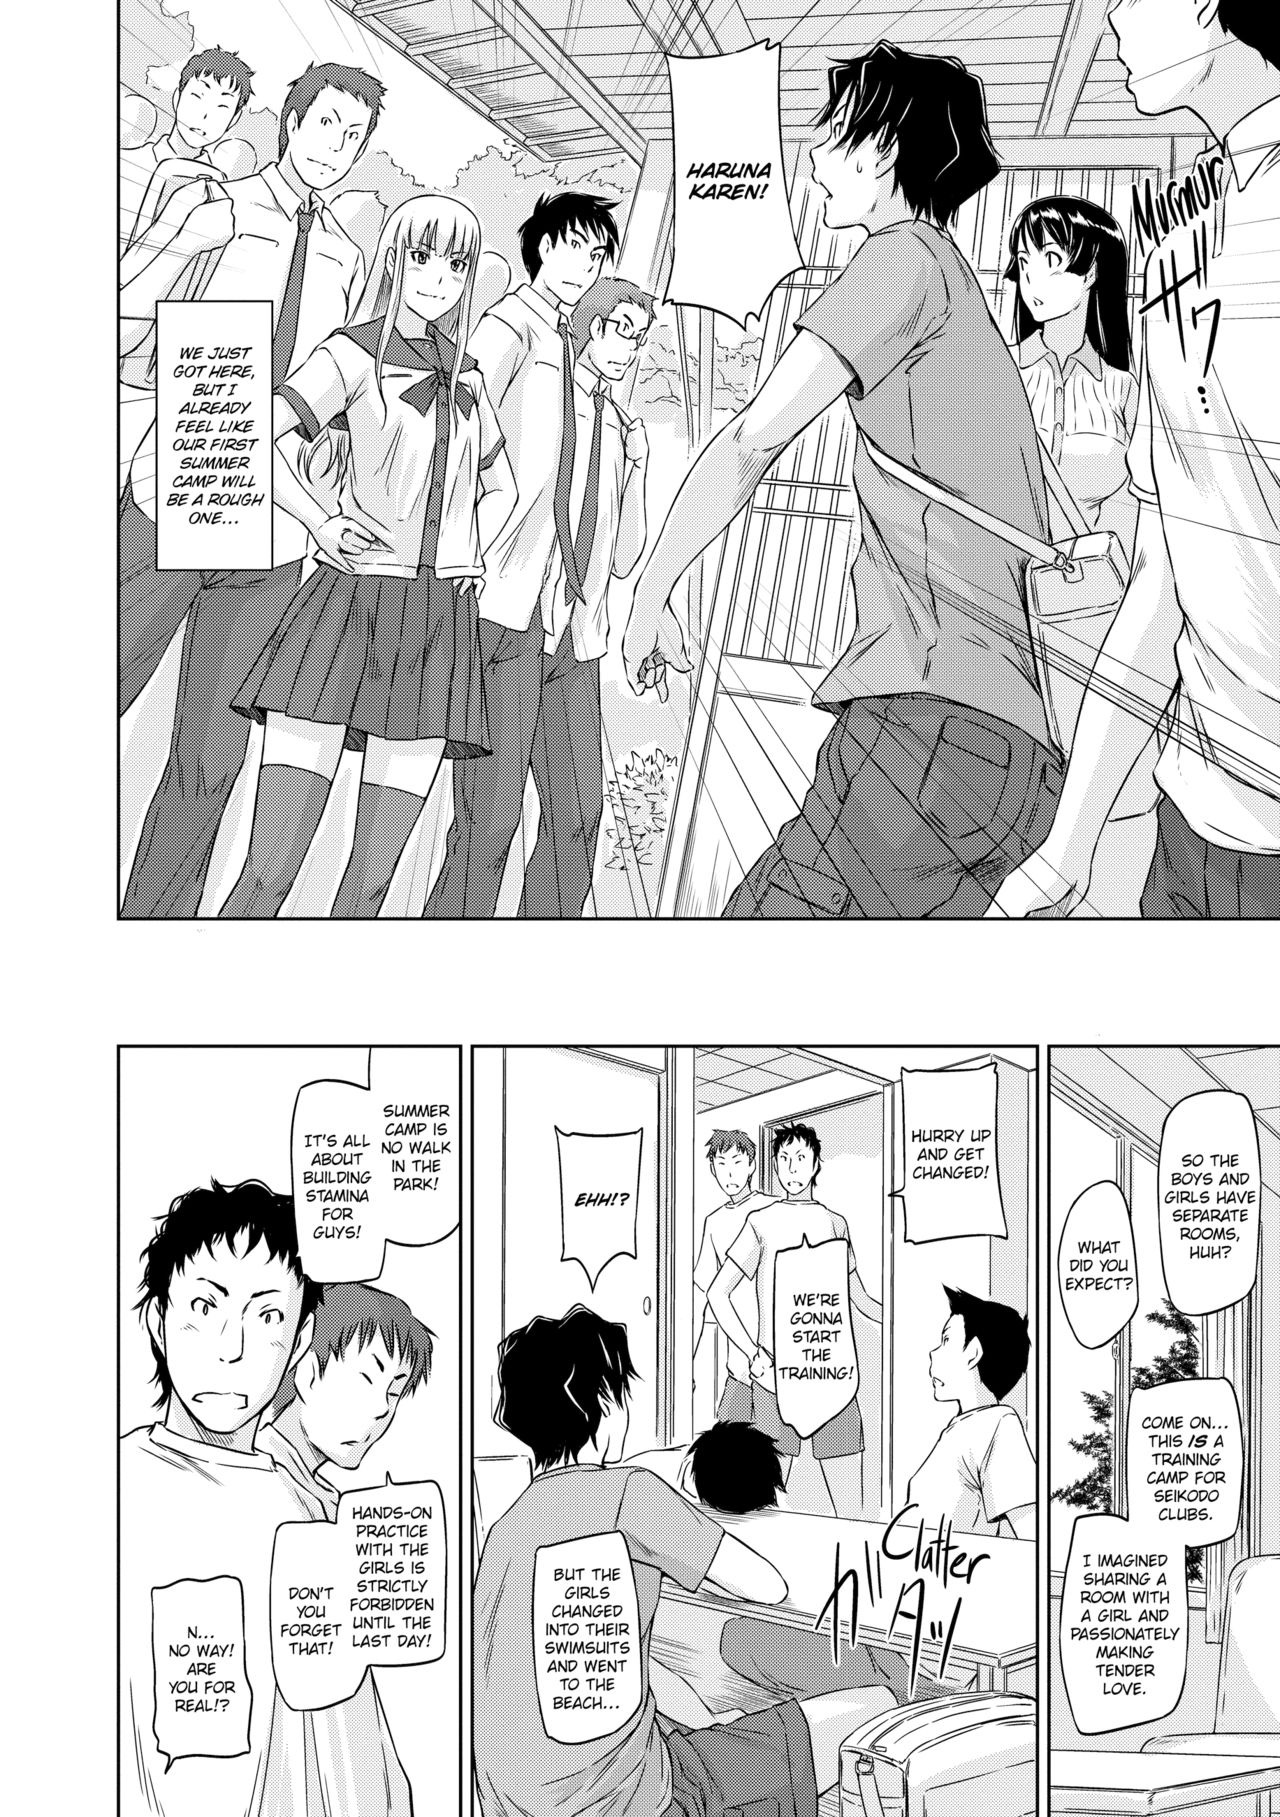 HARUNA
KAREN!
Murmur
ザワ…
WE JUST
GOT HERE,
BUT I
ALREADY
FEEL LIKE
OUR FIRST
SUMMER
CAMP WILL
BE A ROUGH
ONE...
SO THE
BOYS AND
GIRLS HAVE
SEPARATE
ROOMS,
HUH?
WHAT
DID YOU
EXPECT?
COME ON...
THIS IS A
TRAINING
CAMP FOR
SEIKODO
CLUBS.
I IMAGINED
SHARING A
ROOM WITH
A GIRL AND
PASSIONATELY
MAKING
TENDER
LOVE.
HURRY UP
AND GET
CHANGED!
WE'RE
GONNA
START
THE
TRAINING!
EHH!?
Clatter
ガタッ
BUT THE
GIRLS
CHANGED
INTO THEIR
SWIMSUITS
AND WENT
TO THE
BEACH...
SUMMER
CAMP IS
NO WALK
IN THE
PARK!
IT'S ALL
ABOUT
BUILDING
STAMINA
FOR
GUYS!
HANDS-ON
PRACTICE
WITH THE
GIRLS IS
STRICTLY
FORBIDDEN
UNTIL THE
LAST DAY!
DON'T
YOU
FORGET
THAT!
N...
NO WAY!
ARE
YOU FOR
REAL!?